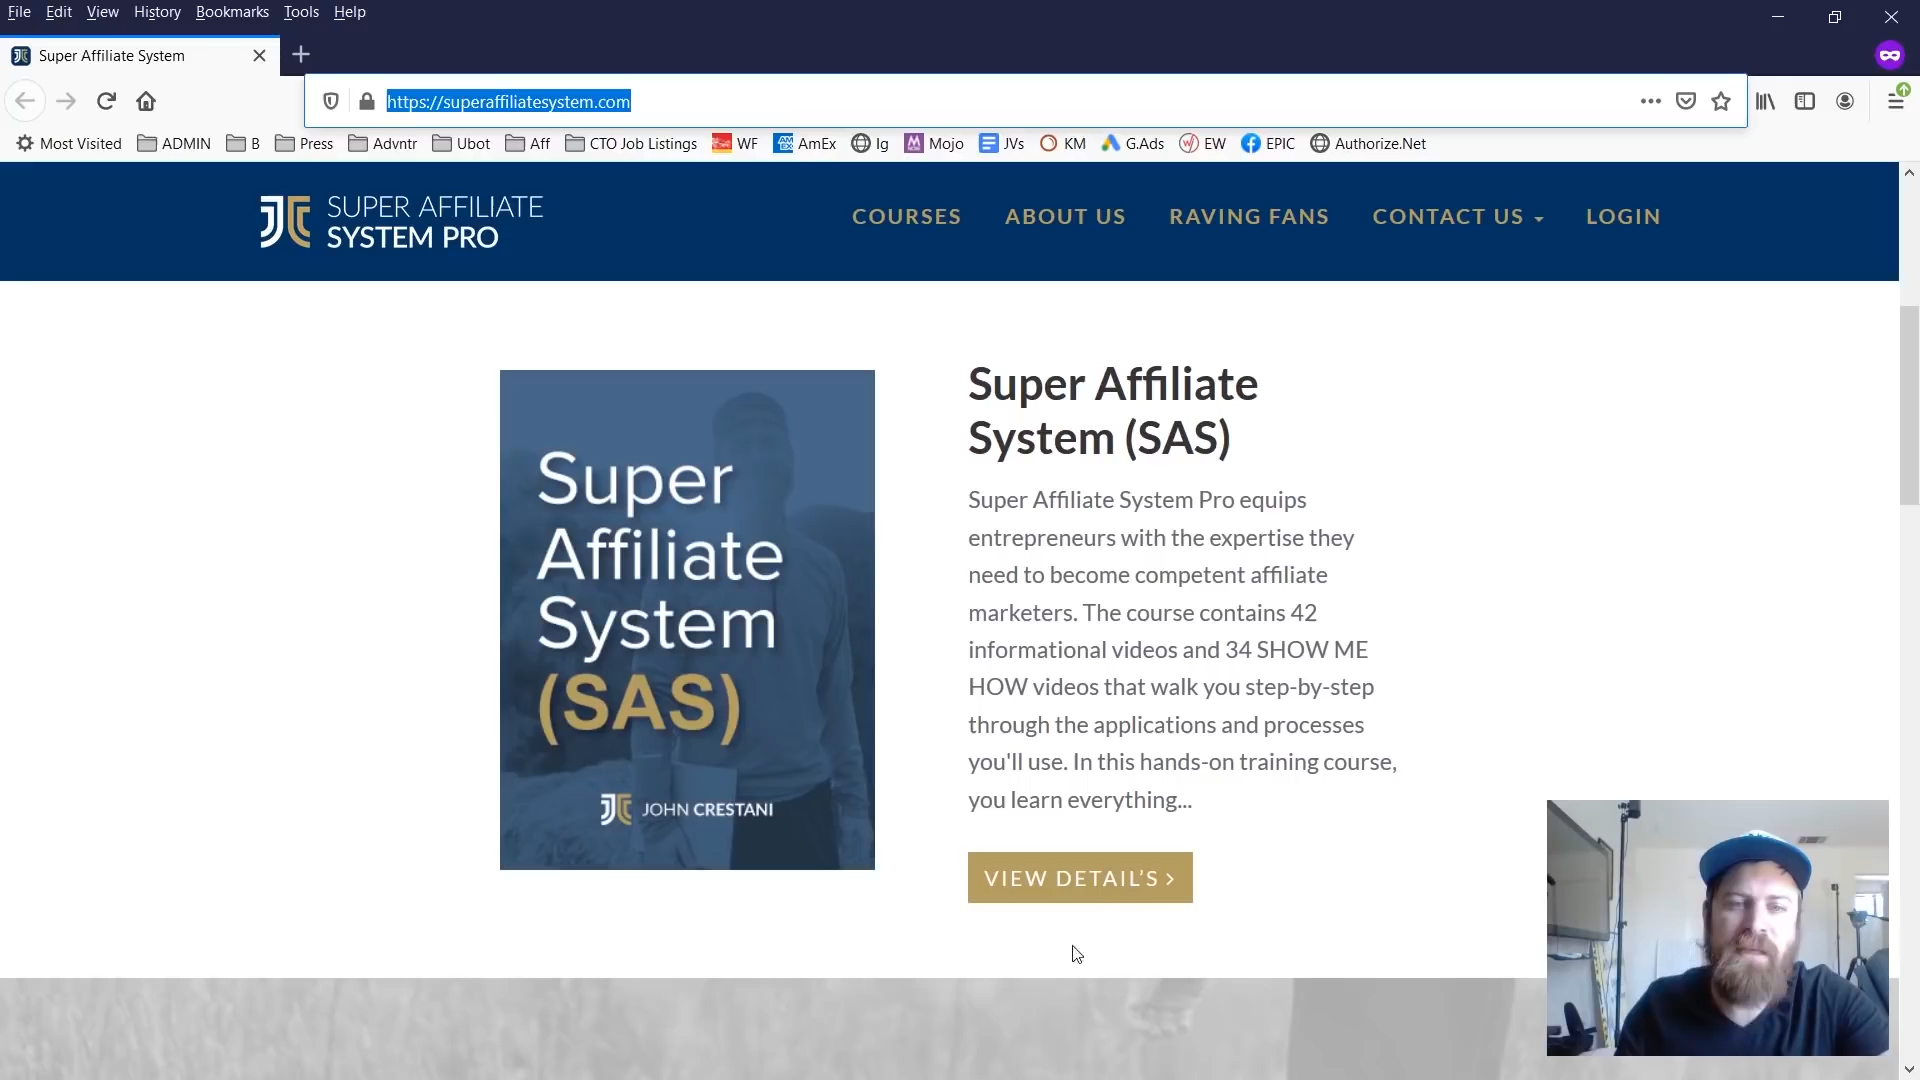 File Edit View History Bookmarks Tools Help
Super Affiliate System
https://superaffiliatesystem.com
Most Visited ADMIN B Press Advntr Ubot Aff CTO Job Listings WF AmEx Ig Mojo JVs KM G.Ads EW EPIC Authorize.Net
SUPER AFFILIATE
SYSTEM PRO
COURSES ABOUT US RAVING FANS CONTACT US LOGIN
Super
Affiliate
System
(SAS)
JOHN CRESTANI
Super Affiliate
System (SAS)
Super Affiliate System Pro equips
entrepreneurs with the expertise they
need to become competent affiliate
marketers. The course contains 42
informational videos and 34 SHOW ME
HOW videos that walk you step-by-step
through the applications and processes
you'll use. In this hands-on training course,
you learn everything...
VIEW DETAIL'S >